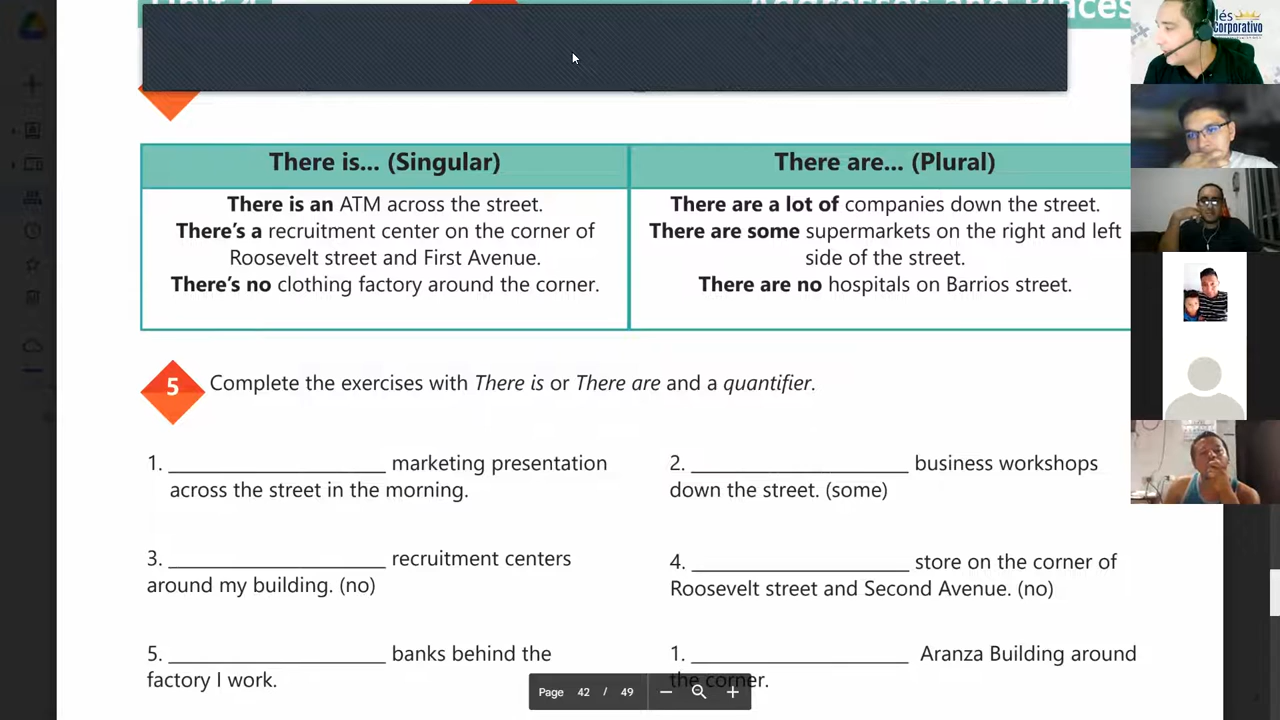 There is... (Singular)
There are... (Plural)
There is an ATM across the street.
There's a recruitment center on the corner of
Roosevelt street and First Avenue.
There's no clothing factory around the corner.
There are a lot of companies down the street.
There are some supermarkets on the right and left
side of the street.
There are no hospitals on Barrios street.
5
Complete the exercises with There is or There are and a quantifier.
1. ____________________ marketing presentation
across the street in the morning.
2. ____________________ business workshops
down the street. (some)
3. ____________________ recruitment centers
around my building. (no)
4. ____________________ store on the corner of
Roosevelt street and Second Avenue. (no)
5. ____________________ banks behind the
factory I work.
1. ____________________ Aranza Building around
the corner.
Page 42 / 49
Corporativo